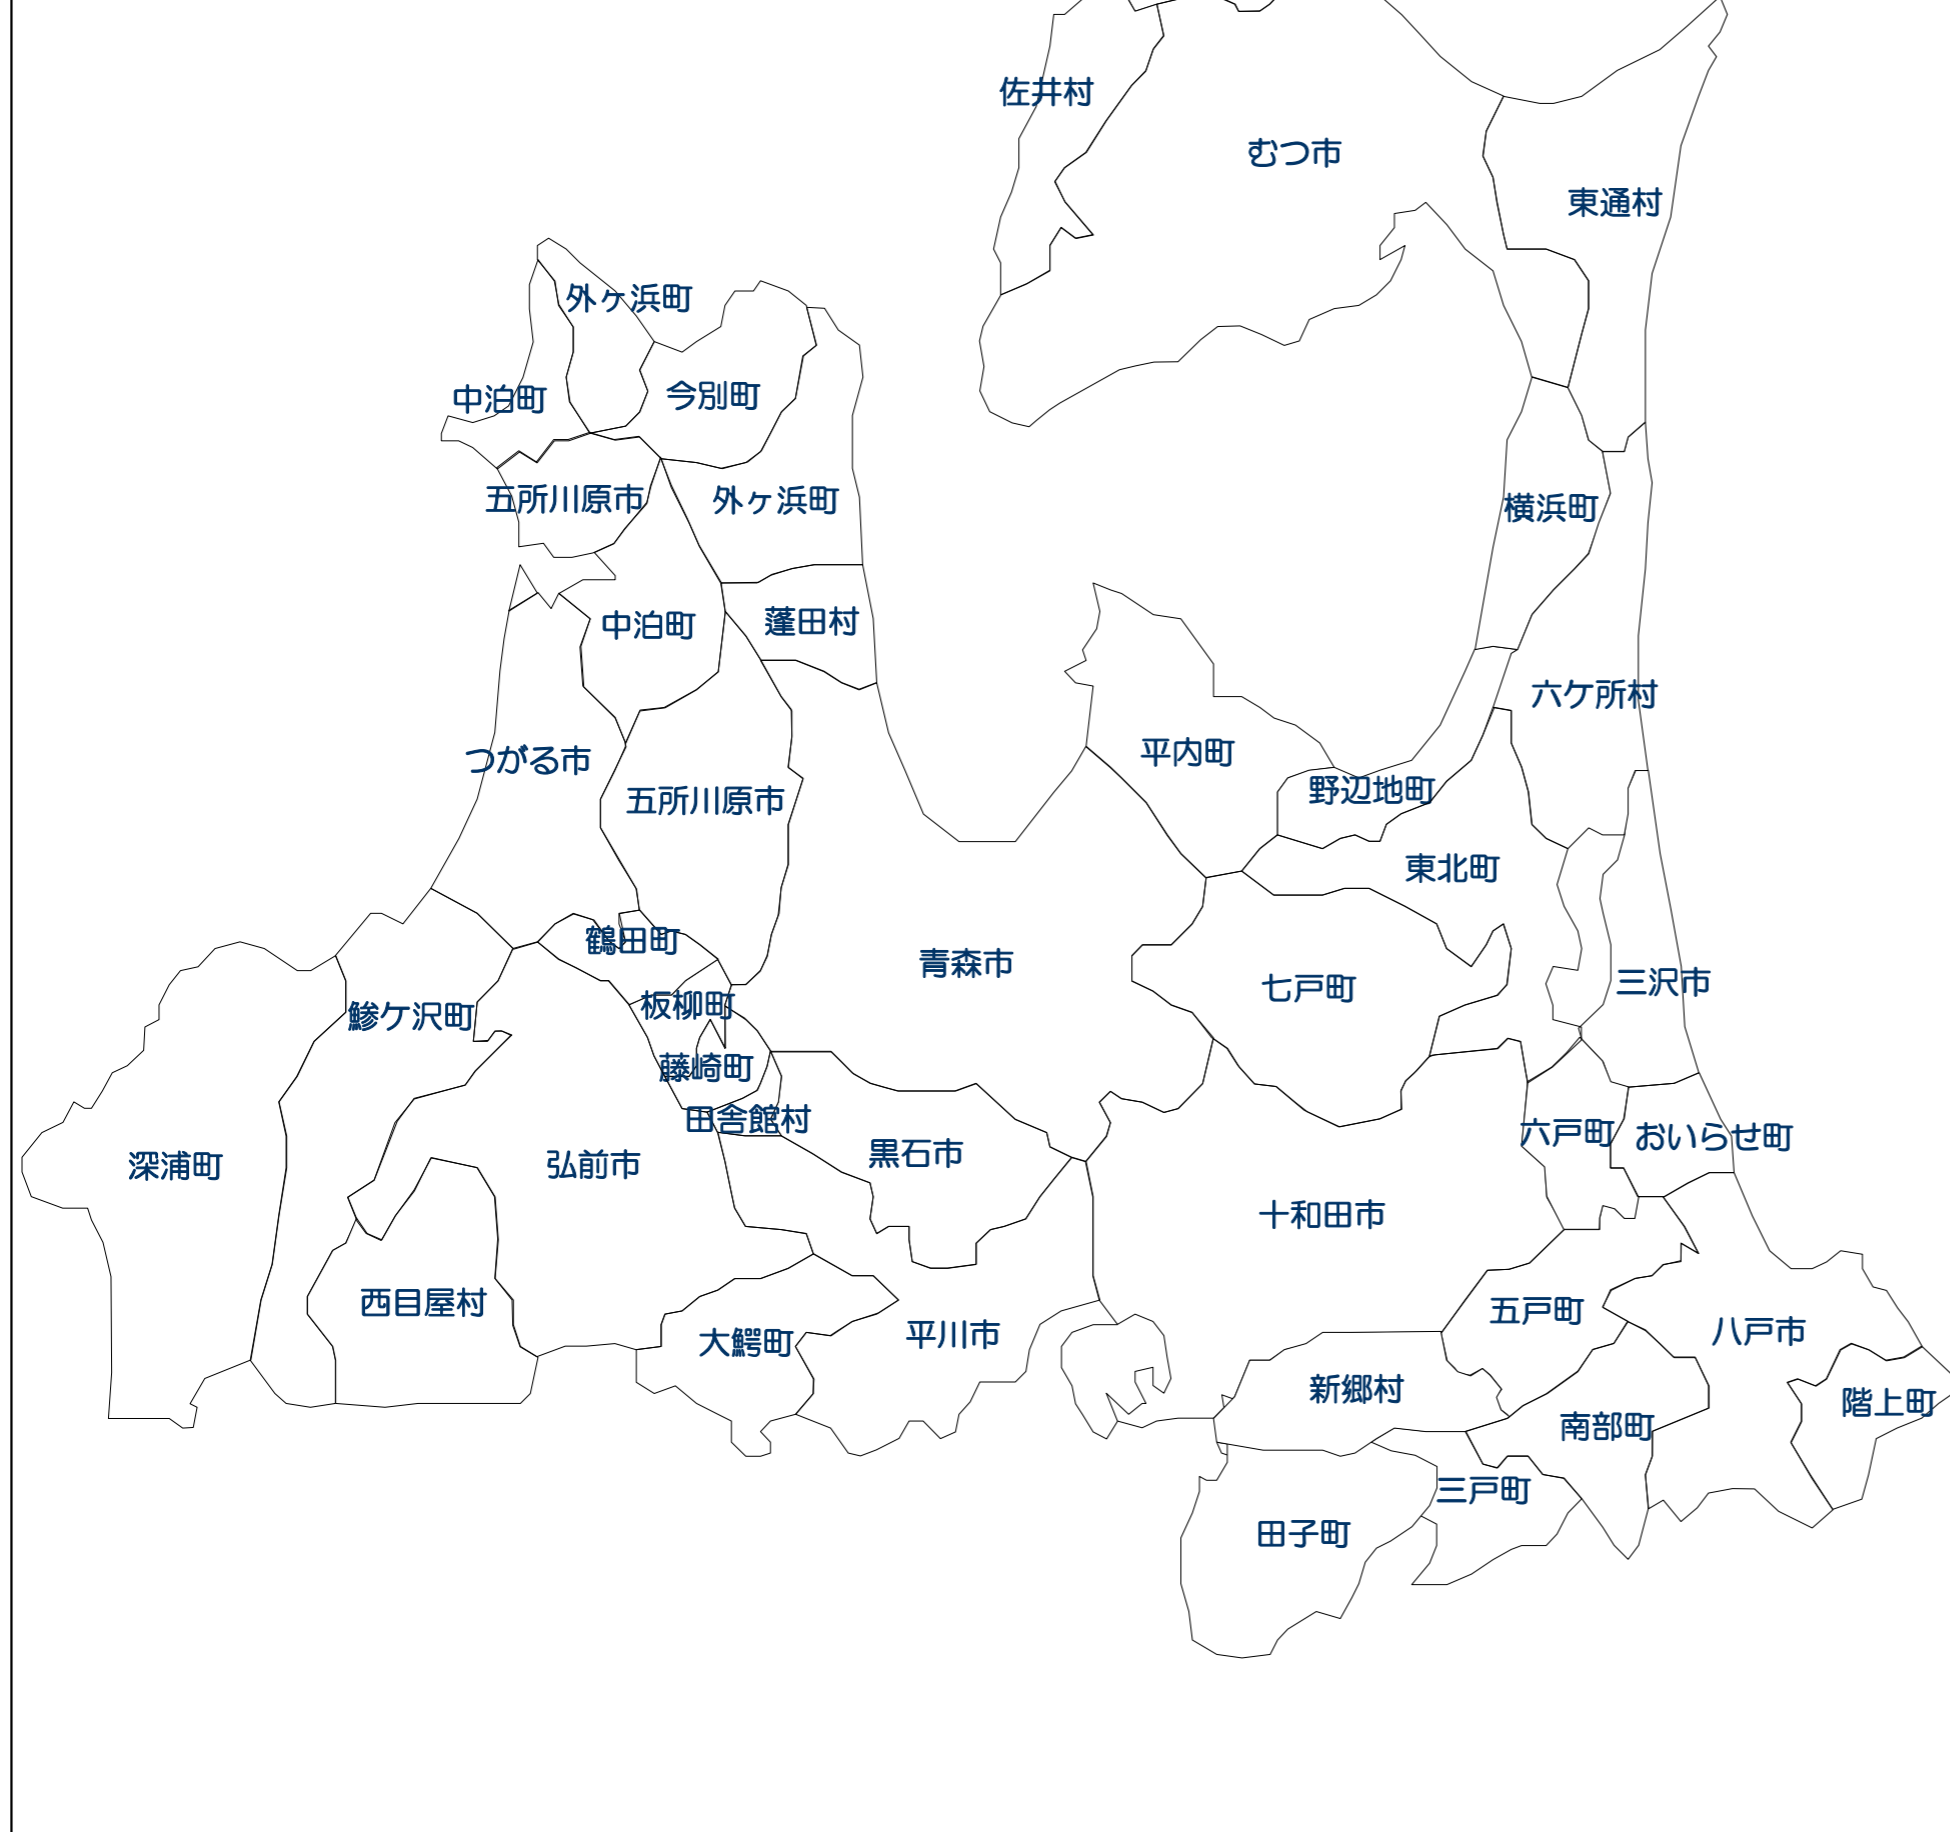 佐井村
むつ市
東通村
外ヶ浜町
中泊町
今別町
五所川原市
外ヶ浜町
横浜町
中泊町
蓬田村
六ケ所村
つがる市
平内町
野辺地町
五所川原市
東北町
鶴田町
青森市
三沢市
七戸町
板柳町
鰺ケ沢町
藤崎町
田舎館村
六戸町
おいらせ町
黒石市
深浦町
弘前市
十和田市
西目屋村
五戸町
八戸市
平川市
大鰐町
新郷村
階上町
南部町
三戸町
田子町